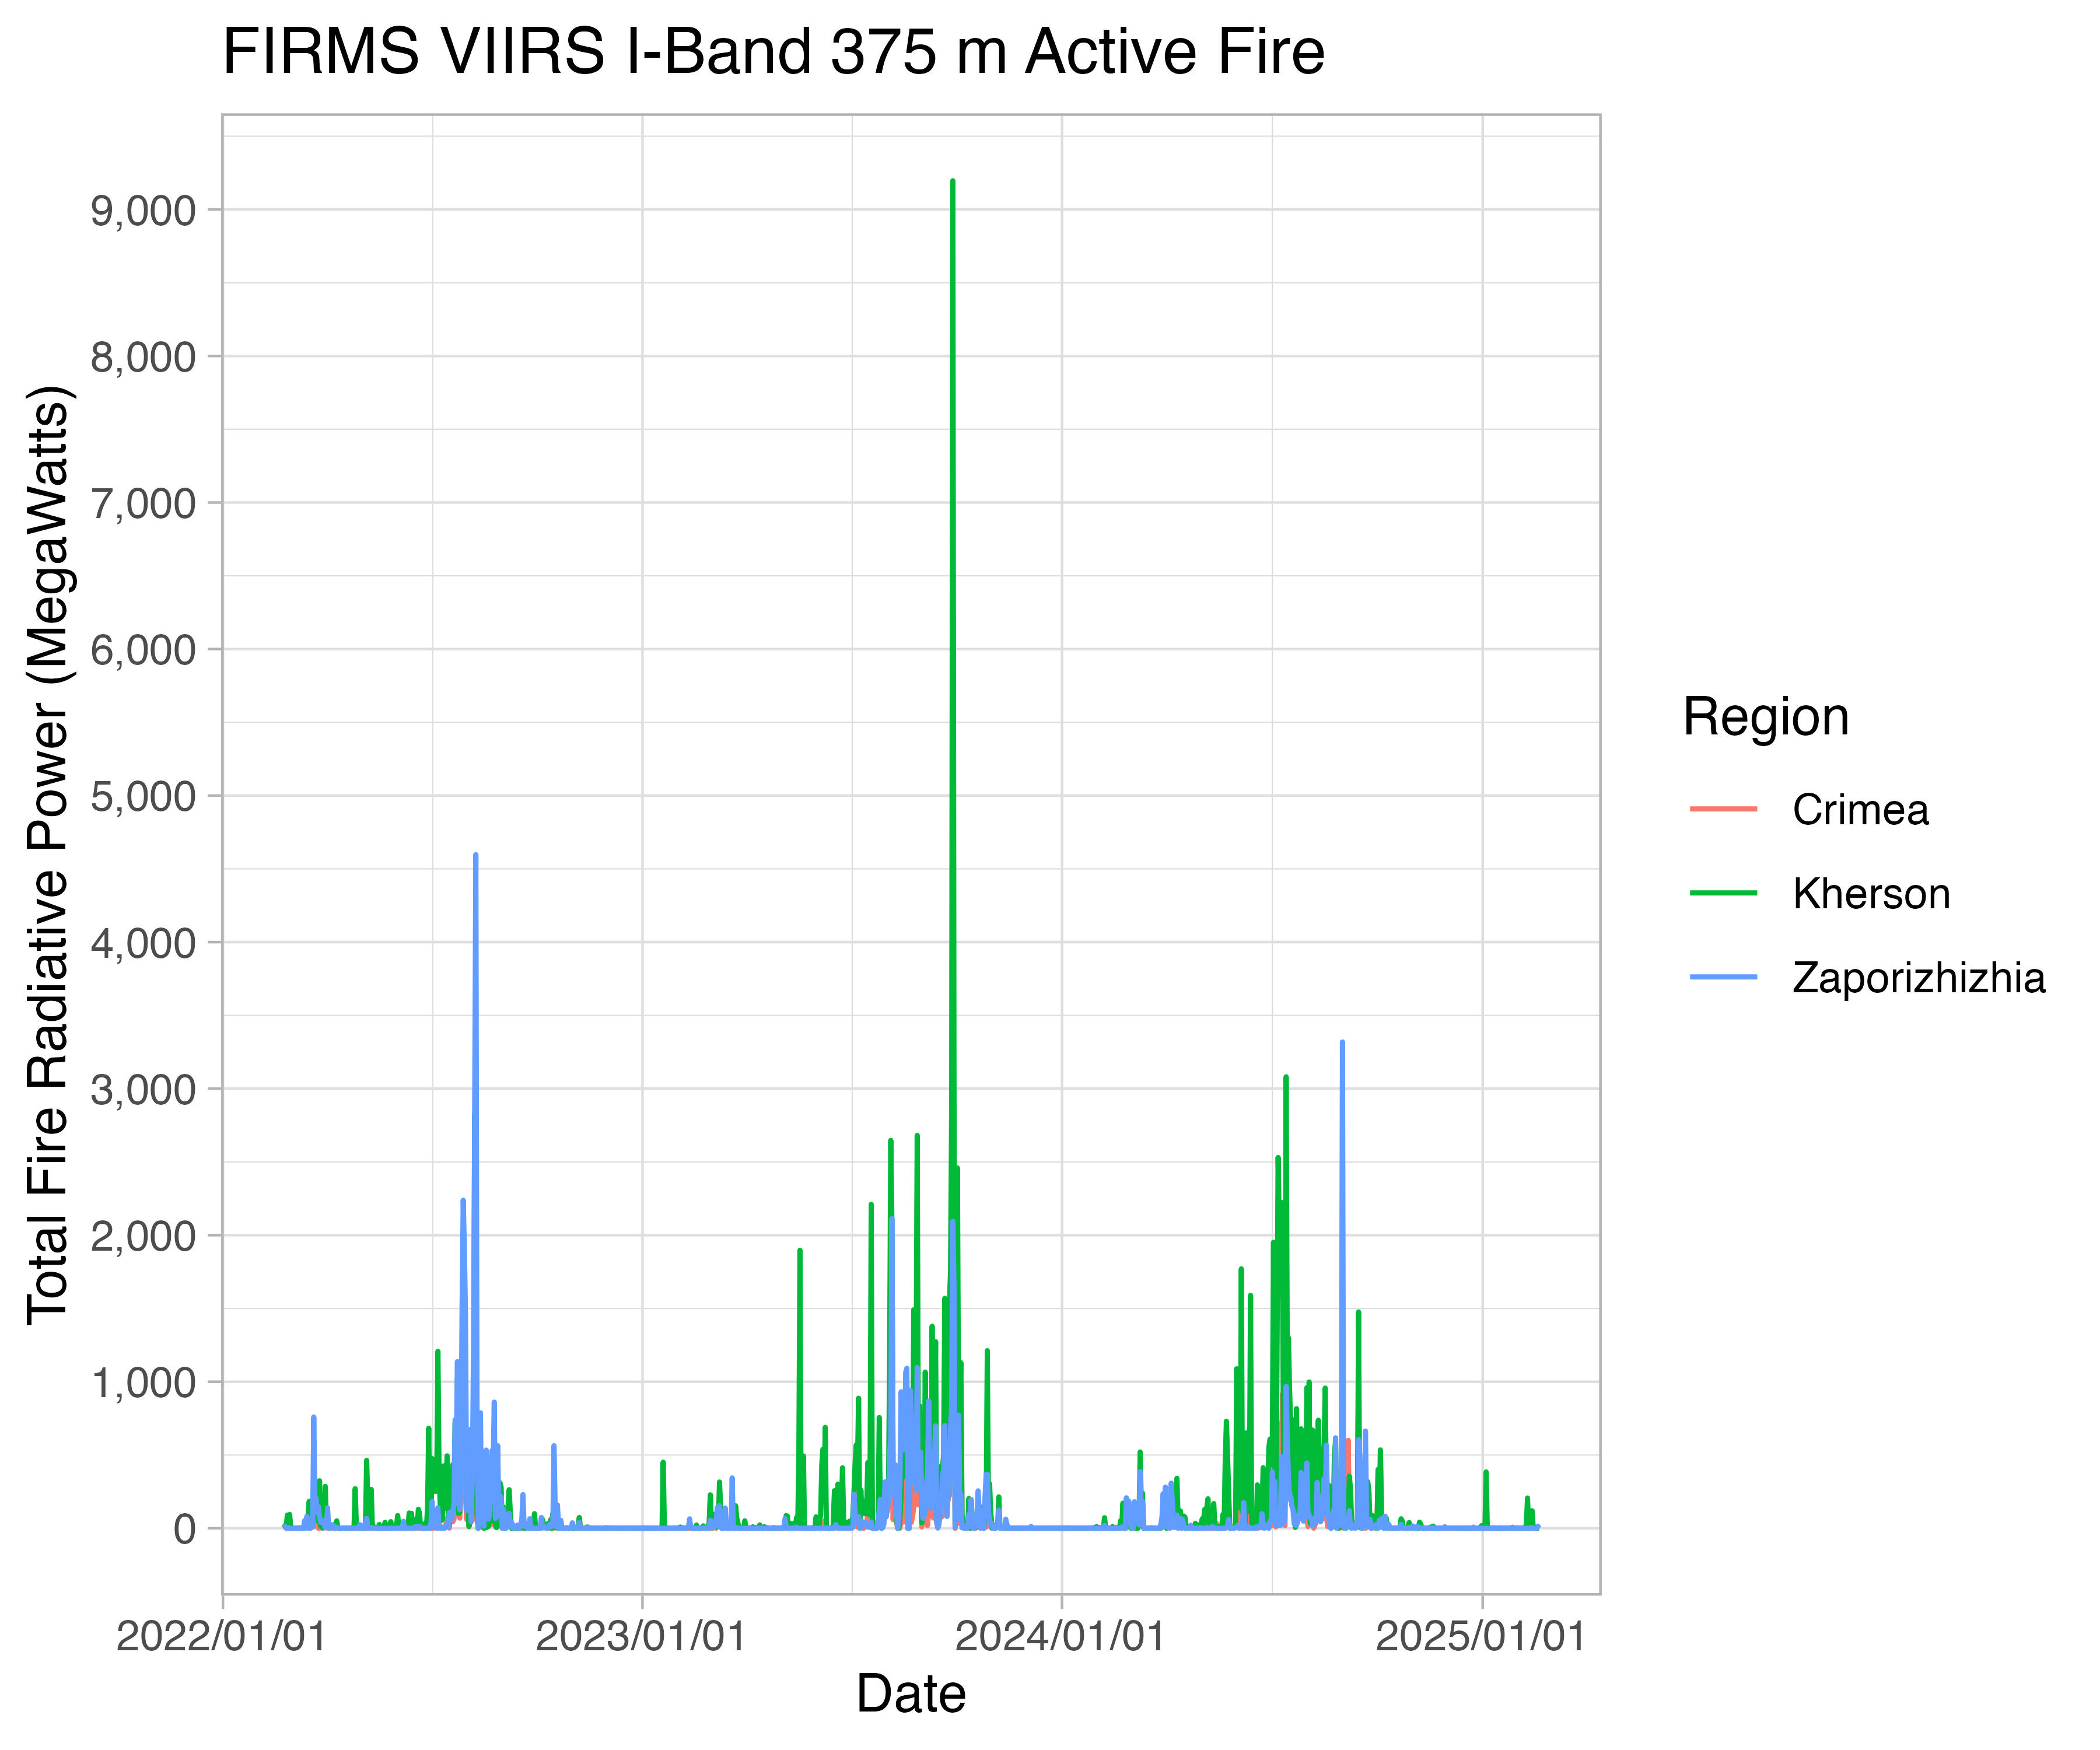 FIRMS VIIRS I-Band 375 m Active Fire
Total Fire Radiative Power (MegaWatts)
9,000
8,000
7,000
6,000
5,000
4,000
3,000
2,000
1,000
0
2022/01/01
2023/01/01
2024/01/01
2025/01/01
Date
Region
Crimea
Kherson
Zaporizhizhia